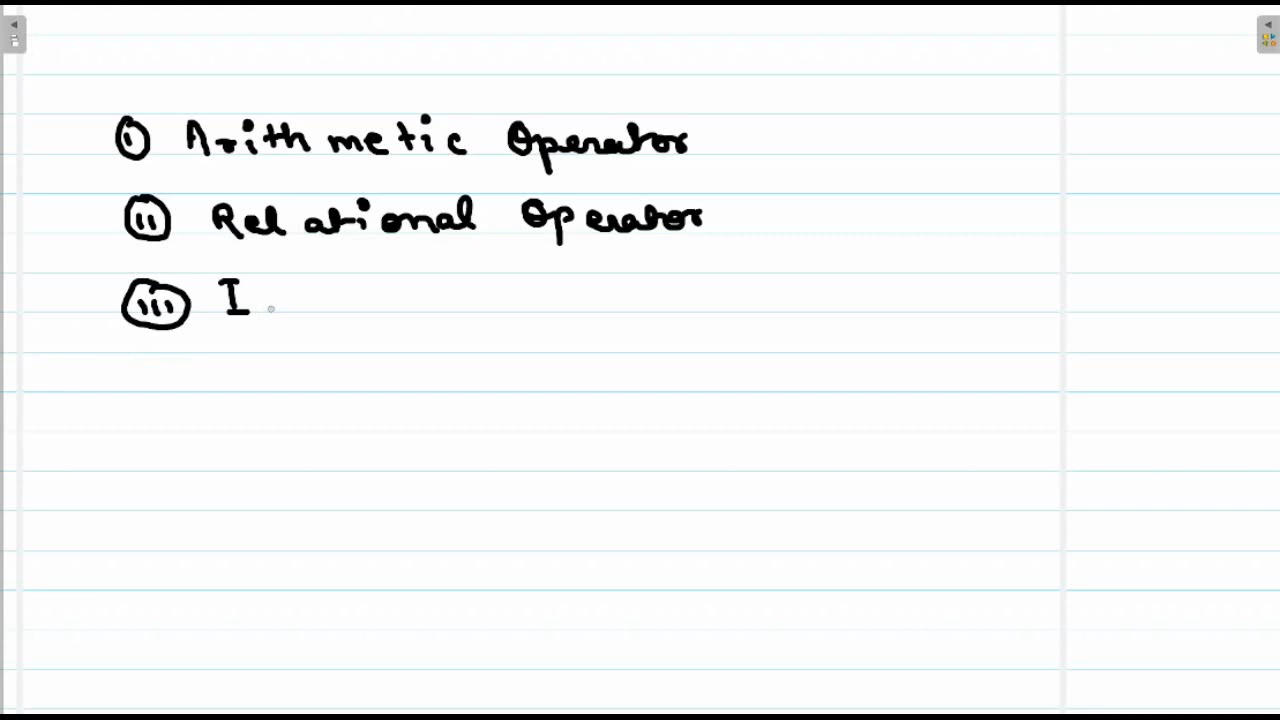 (i) Arithmetic Operator
(ii) Relational Operator
(iii) I